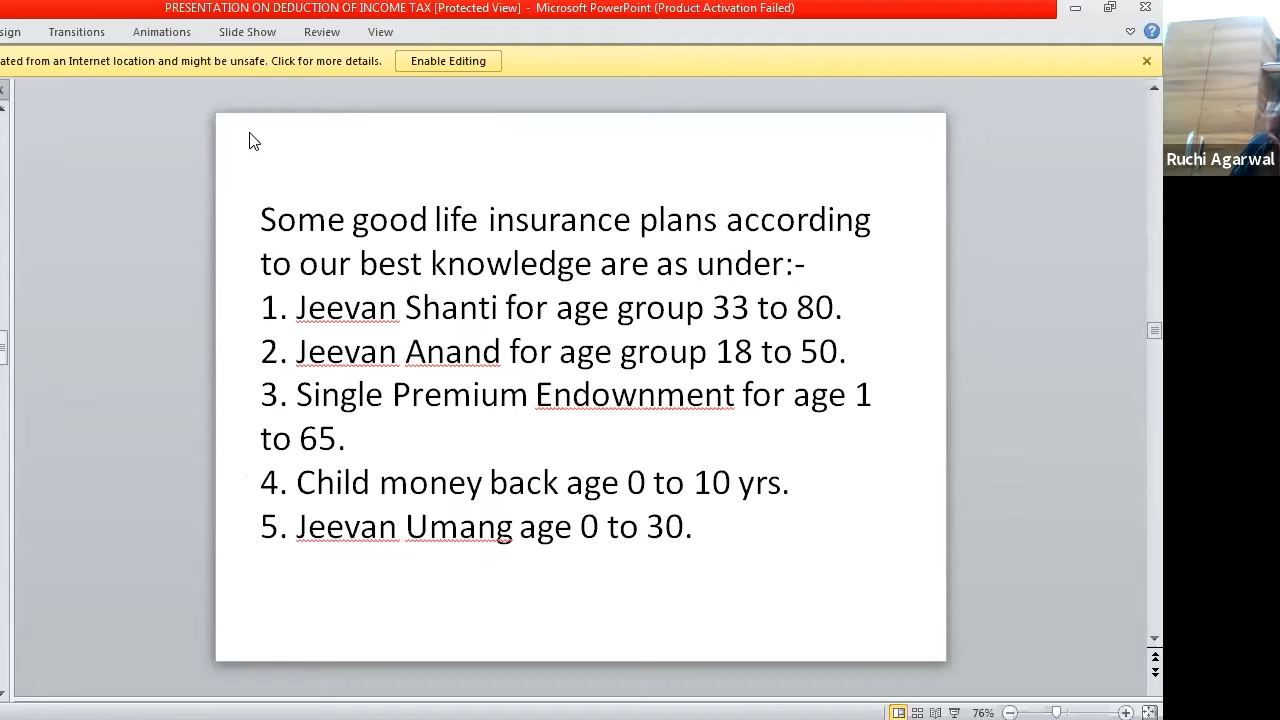 PRESENTATION ON DEDUCTION OF INCOME TAX [Protected View] - Microsoft PowerPoint (Product Activation Failed)
sign Transitions Animations Slide Show Review View
ated from an Internet location and might be unsafe. Click for more details. Enable Editing
Ruchi Agarwal
Some good life insurance plans according
to our best knowledge are as under:-
1. Jeevan Shanti for age group 33 to 80.
2. Jeevan Anand for age group 18 to 50.
3. Single Premium Endownment for age 1
to 65.
4. Child money back age 0 to 10 yrs.
5. Jeevan Umang age 0 to 30.
76%